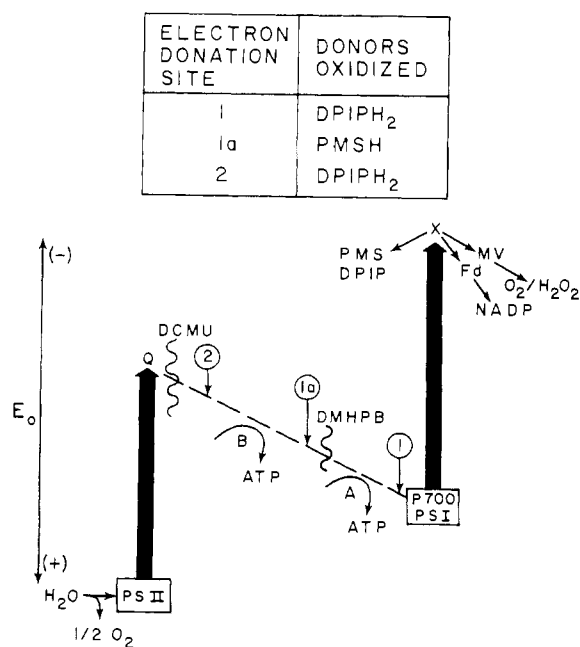 ELECTRON DONATION SITE DONORS OXIDIZED
1 DPIPH₂
1a PMSH
2 DPIPH₂
(-)
X
PMS
DPIP
MV
Fd
O₂/H₂O₂
NADP
DCMU
Q
2
1a
DMHPB
1
E₀
B
ATP
A
ATP
P700
PSI
(+)
H₂O
PS II
1/2 O₂